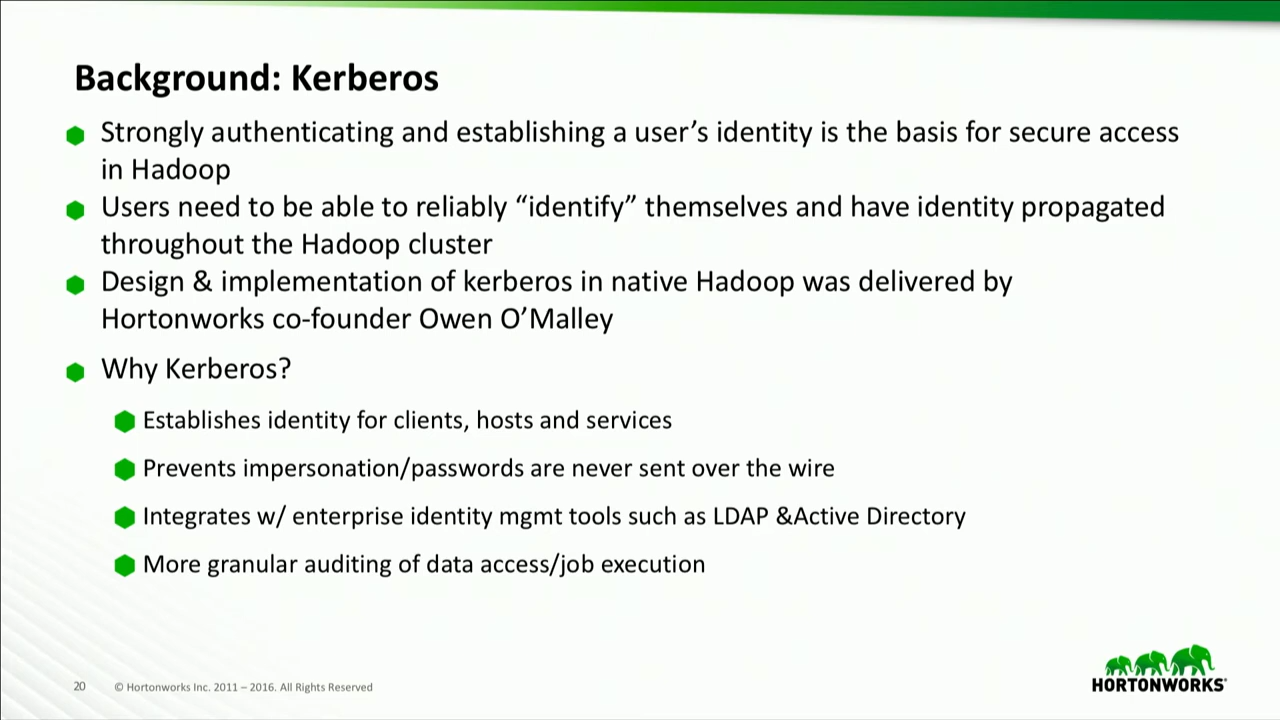 Background: Kerberos
Strongly authenticating and establishing a user’s identity is the basis for secure access
in Hadoop
Users need to be able to reliably “identify” themselves and have identity propagated
throughout the Hadoop cluster
Design & implementation of kerberos in native Hadoop was delivered by
Hortonworks co-founder Owen O’Malley
Why Kerberos?
Establishes identity for clients, hosts and services
Prevents impersonation/passwords are never sent over the wire
Integrates w/ enterprise identity mgmt tools such as LDAP &Active Directory
More granular auditing of data access/job execution
20 © Hortonworks Inc. 2011 – 2016. All Rights Reserved
HORTONWORKS